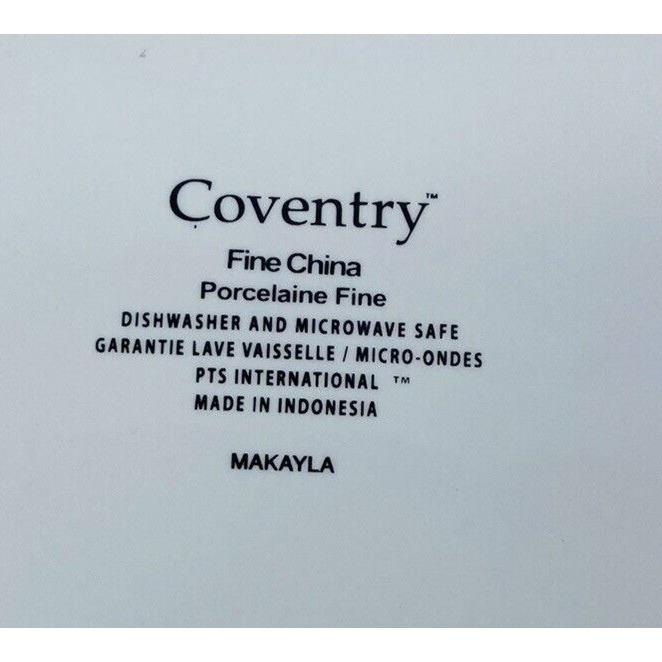 Coventry™
Fine China
Porcelaine Fine
DISHWASHER AND MICROWAVE SAFE
GARANTIE LAVE VAISSELLE / MICRO-ONDES
PTS INTERNATIONAL ™
MADE IN INDONESIA
MAKAYLA